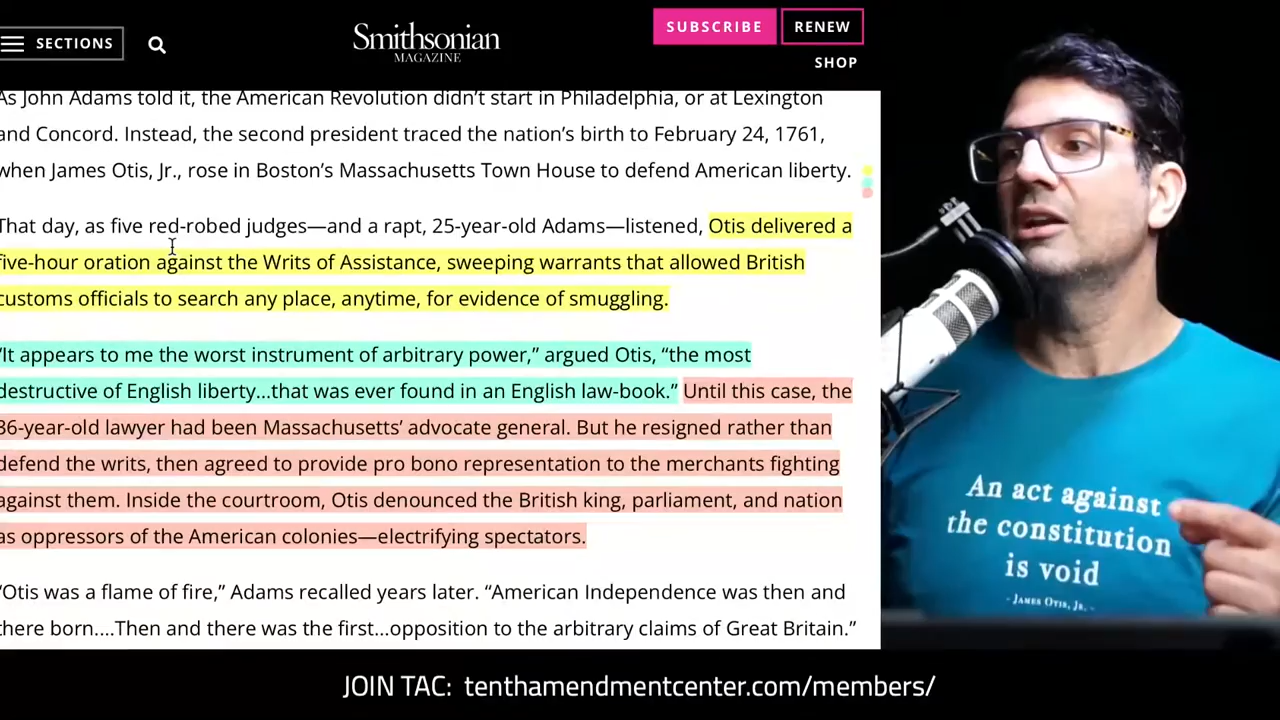 SECTIONS
Smithsonian
MAGAZINE
SUBSCRIBE
RENEW
SHOP
As John Adams told it, the American Revolution didn’t start in Philadelphia, or at Lexington
and Concord. Instead, the second president traced the nation’s birth to February 24, 1761,
when James Otis, Jr., rose in Boston’s Massachusetts Town House to defend American liberty.
That day, as five red-robed judges—and a rapt, 25-year-old Adams—listened, Otis delivered a
five-hour oration against the Writs of Assistance, sweeping warrants that allowed British
customs officials to search any place, anytime, for evidence of smuggling.
“It appears to me the worst instrument of arbitrary power,” argued Otis, “the most
destructive of English liberty...that was ever found in an English law-book.” Until this case, the
36-year-old lawyer had been Massachusetts’ advocate general. But he resigned rather than
defend the writs, then agreed to provide pro bono representation to the merchants fighting
against them. Inside the courtroom, Otis denounced the British king, parliament, and nation
as oppressors of the American colonies—electrifying spectators.
“Otis was a flame of fire,” Adams recalled years later. “American Independence was then and
there born....Then and there was the first...opposition to the arbitrary claims of Great Britain.”
An act against
the constitution
is void
- JAMES OTIS, JR. -
JOIN TAC: tenthamendmentcenter.com/members/